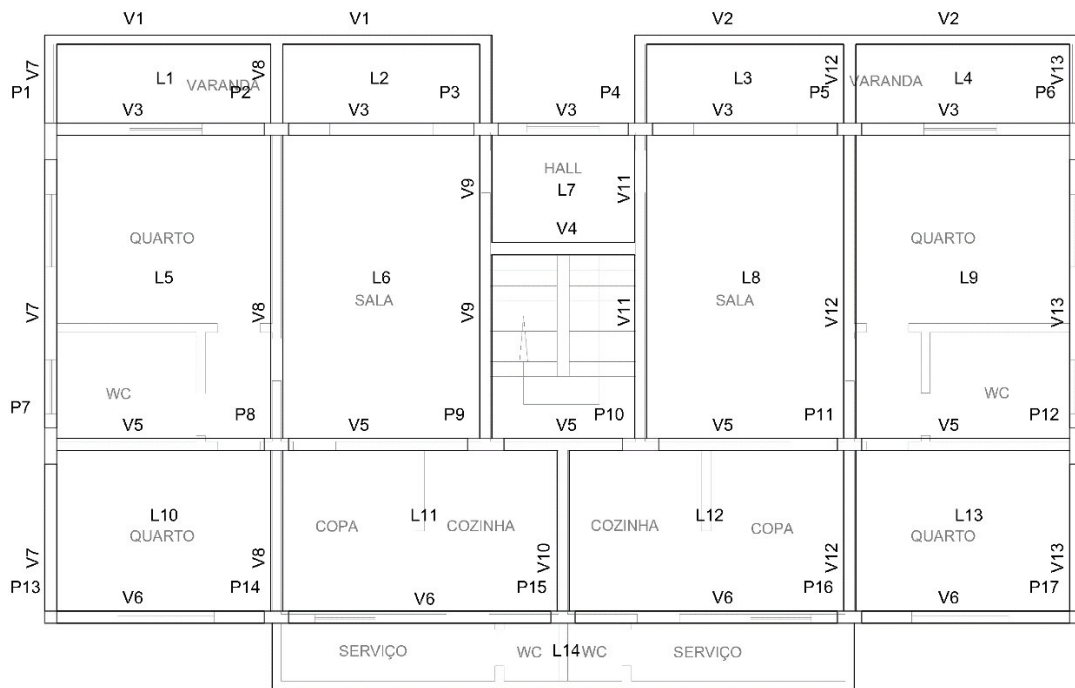 V1 V1 V2 V2
V7 L1 V8 L2 L3 V12 L4 V13
VARANDA VARANDA
P1 P2 P3 P4 P5 P6
V3 V3 V3 V3 V3
HALL
V9 L7 V11
V4
QUARTO QUARTO
L5 L6 L8 L9
SALA SALA
V7 V8 V9 V11 V12 V13
WC WC
P7 P8 P9 P10 P11 P12
V5 V5 V5 V5 V5
L10 L11 L12 L13
QUARTO COPA COZINHA COZINHA COPA QUARTO
V7 V8 V10 V12 V13
P13 P14 P15 P16 P17
V6 V6 V6 V6
SERVIÇO WC L14 WC SERVIÇO